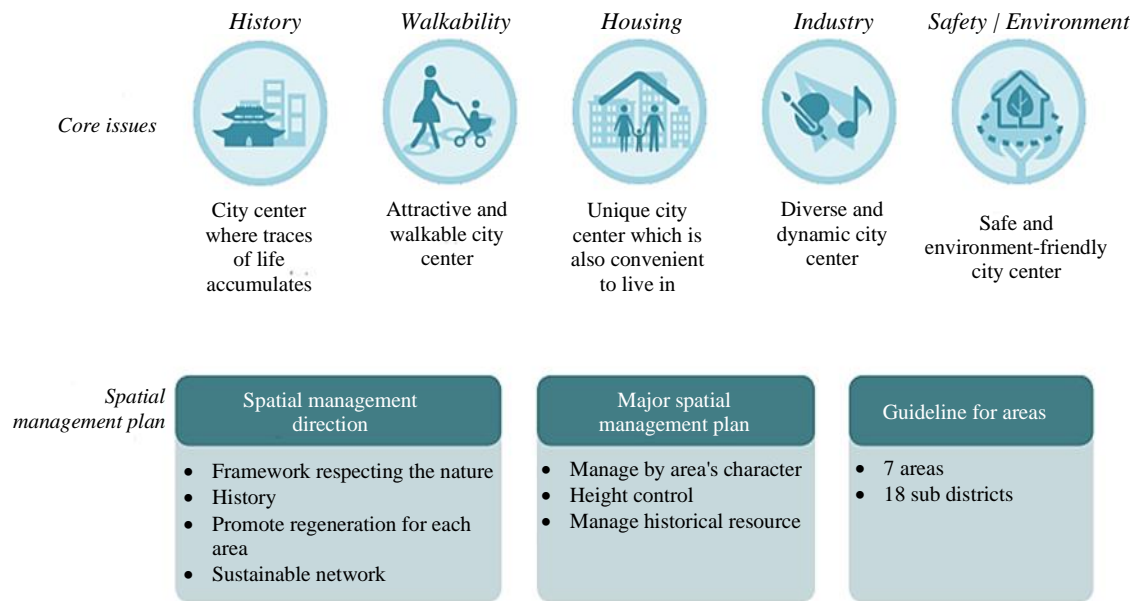 History
Walkability
Housing
Industry
Safety / Environment
Core issues
City center
where traces
of life
accumulates
Attractive and
walkable city
center
Unique city
center which is
also convenient
to live in
Diverse and
dynamic city
center
Safe and
environment-friendly
city center
Spatial
management plan
Spatial management
direction
• Framework respecting the nature
• History
• Promote regeneration for each
area
• Sustainable network
Major spatial
management plan
• Manage by area's character
• Height control
• Manage historical resource
Guideline for areas
• 7 areas
• 18 sub districts